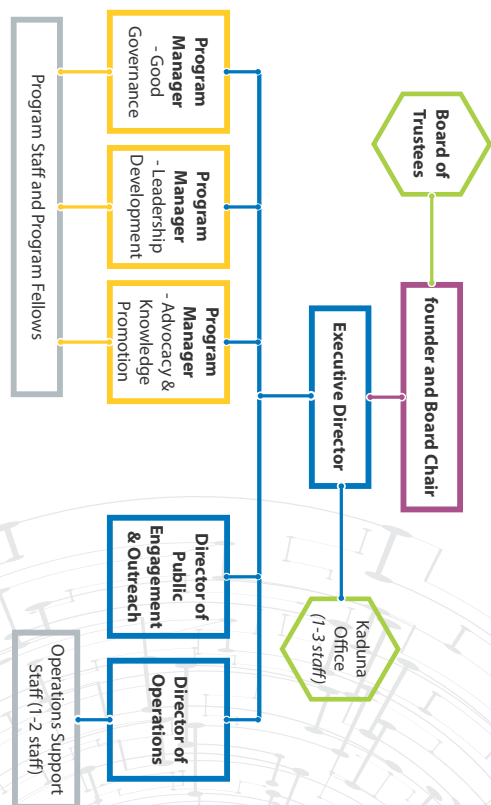 Board of
Trustees
founder and Board Chair
Executive Director
Kaduna
Office
(1-3 staff)
Program
Manager
- Good
Governance
Program
Manager
- Leadership
Development
Program
Manager
- Advocacy &
Knowledge
Promotion
Director of
Public
Engagement
& Outreach
Director of
Operations
Program Staff and Program Fellows
Operations Support
Staff (1-2 staff)